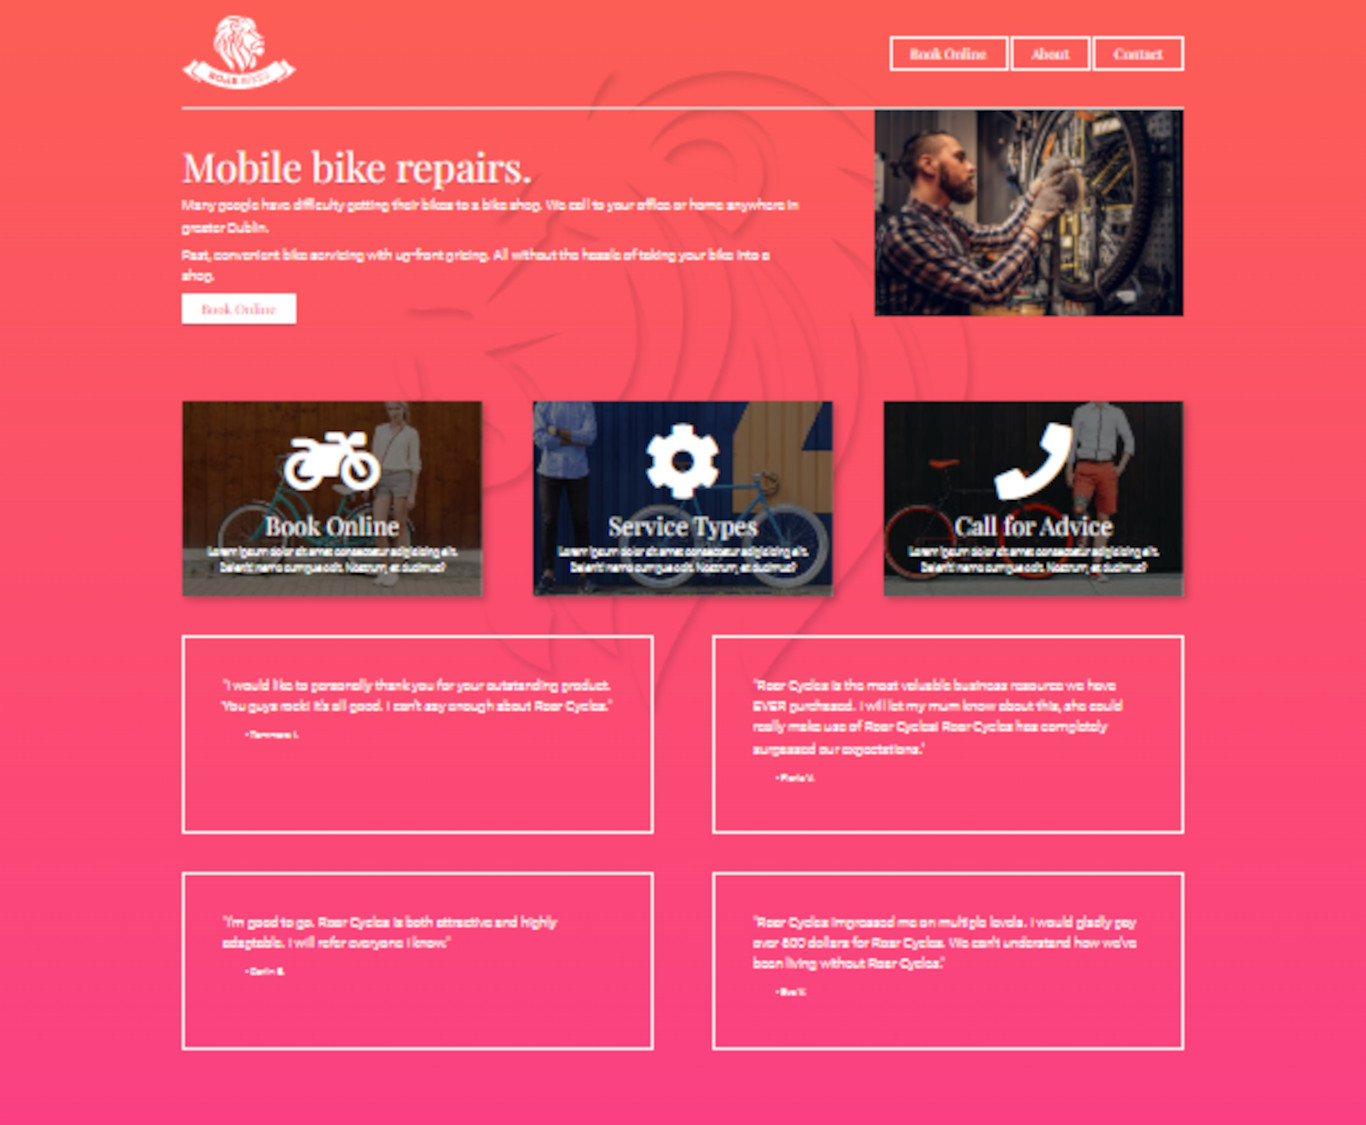 ROAR BIKES
Book Online
About
Contact
Mobile bike repairs.
Many people have difficulty getting their bikes to a bike shop. We call to your office or home anywhere in
greater Dublin.
Fast, convenient bike servicing with up-front pricing. All without the hassle of taking your bike into a
shop.
Book Online
Book Online
Lorem ipsum dolor sit amet consectetur adipisicing elit.
Deleniti nemo cumque odit. Nostrum, et ducimus?
Service Types
Lorem ipsum dolor sit amet consectetur adipisicing elit.
Deleniti nemo cumque odit. Nostrum, et ducimus?
Call for Advice
Lorem ipsum dolor sit amet consectetur adipisicing elit.
Deleniti nemo cumque odit. Nostrum, et ducimus?
"I would like to personally thank you for your outstanding product.
You guys rock! It's all good. I can't say enough about Roar Cycles."
"Roar Cycles is the most valuable business resource we have
EVER purchased. I will let my mum know about this, she could
really make use of Roar Cycles! Roar Cycles has completely
surpassed our expectations."
"I'm good to go. Roar Cycles is both attractive and highly
adaptable. I will refer everyone I know."
"Roar Cycles impressed me on multiple levels. I would gladly pay
over 600 dollars for Roar Cycles. We can't understand how we've
been living without Roar Cycles."